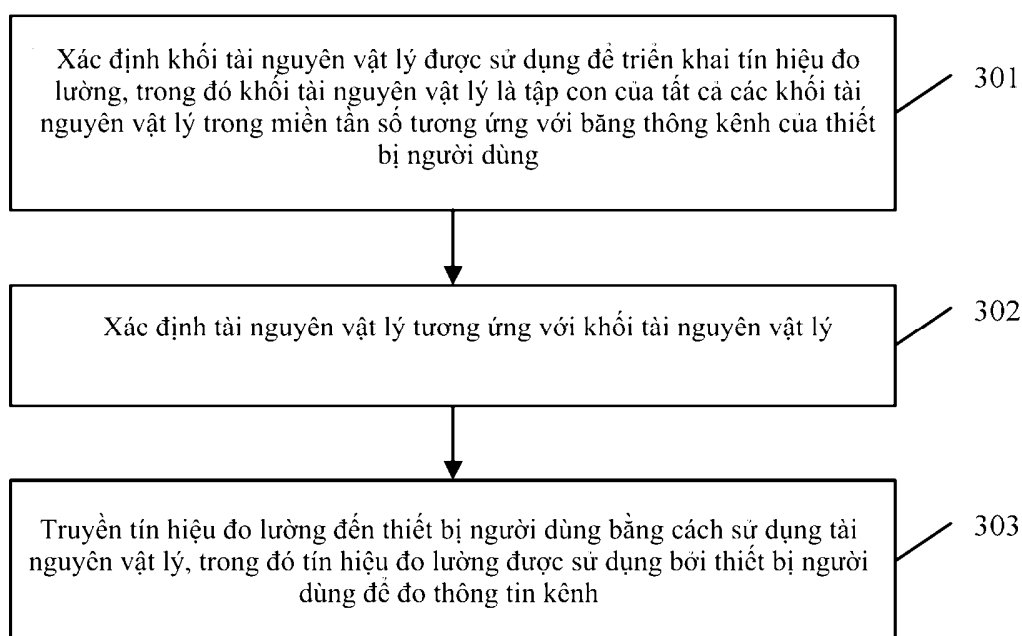 Xác định khối tài nguyên vật lý được sử dụng để triển khai tín hiệu đo
lường, trong đó khối tài nguyên vật lý là tập con của tất cả các khối tài
nguyên vật lý trong miền tần số tương ứng với băng thông kênh của thiết
bị người dùng
301
Xác định tài nguyên vật lý tương ứng với khối tài nguyên vật lý
302
Truyền tín hiệu đo lường đến thiết bị người dùng bằng cách sử dụng tài
nguyên vật lý, trong đó tín hiệu đo lường được sử dụng bởi thiết bị người
dùng để đo thông tin kênh
303